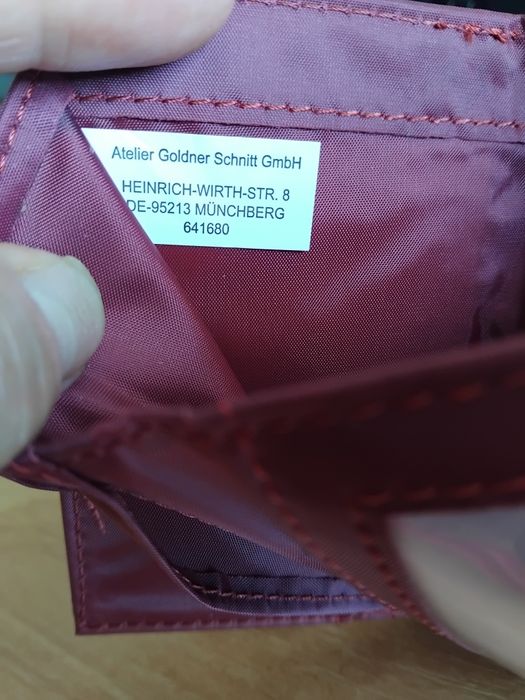 Atelier Goldner Schnitt GmbH
HEINRICH-WIRTH-STR. 8
DE-95213 MÜNCHBERG
641680